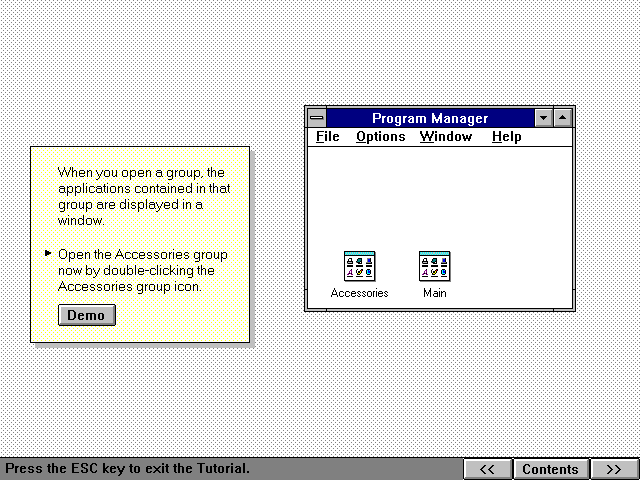 Program Manager
File Options Window Help
When you open a group, the
applications contained in that
group are displayed in a
window.
Open the Accessories group
now by double-clicking the
Accessories group icon.
Demo
Accessories Main
Press the ESC key to exit the Tutorial.
<< Contents >>